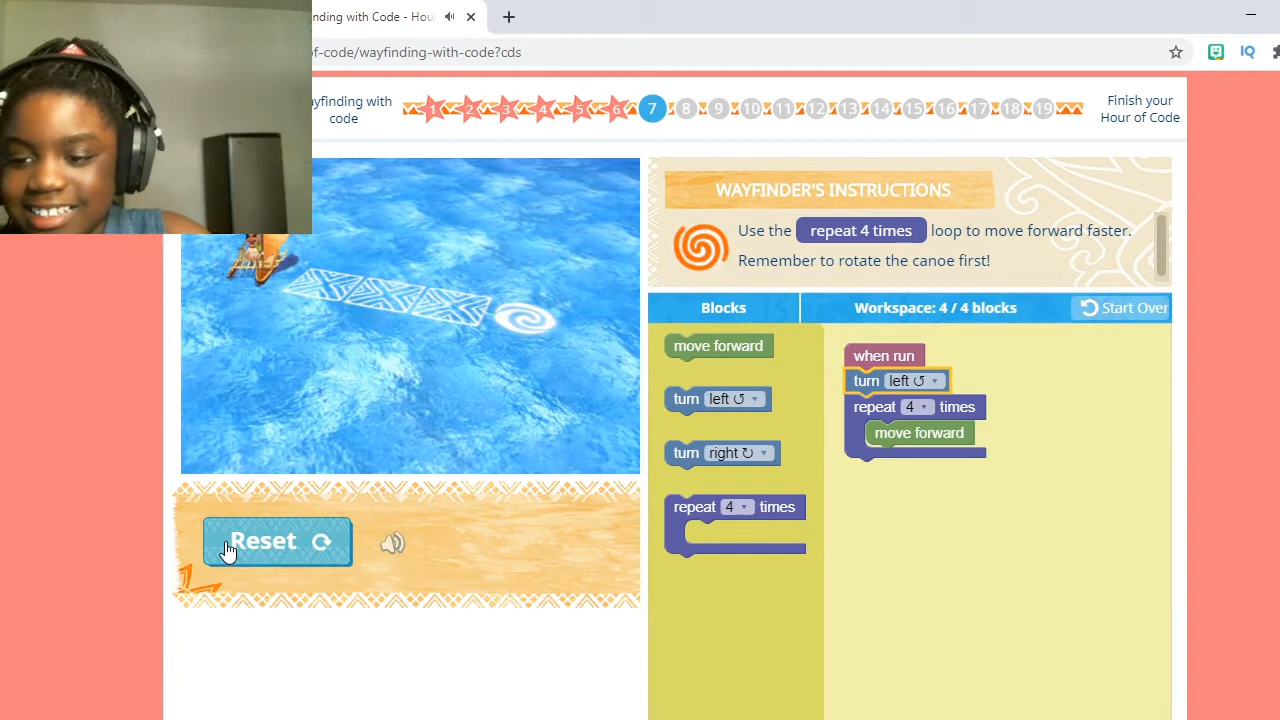 nding with Code - Hou
of-code/wayfinding-with-code?cds
IQ
ayfinding with
code
1 2 3 4 5 6 7 8 9 10 11 12 13 14 15 16 17 18 19
Finish your
Hour of Code
WAYFINDER'S INSTRUCTIONS
Use the repeat 4 times loop to move forward faster.
Remember to rotate the canoe first!
Blocks
Workspace: 4 / 4 blocks
Start Over
move forward
turn left
turn right
repeat 4 times
when run
turn left
repeat 4 times
move forward
Reset